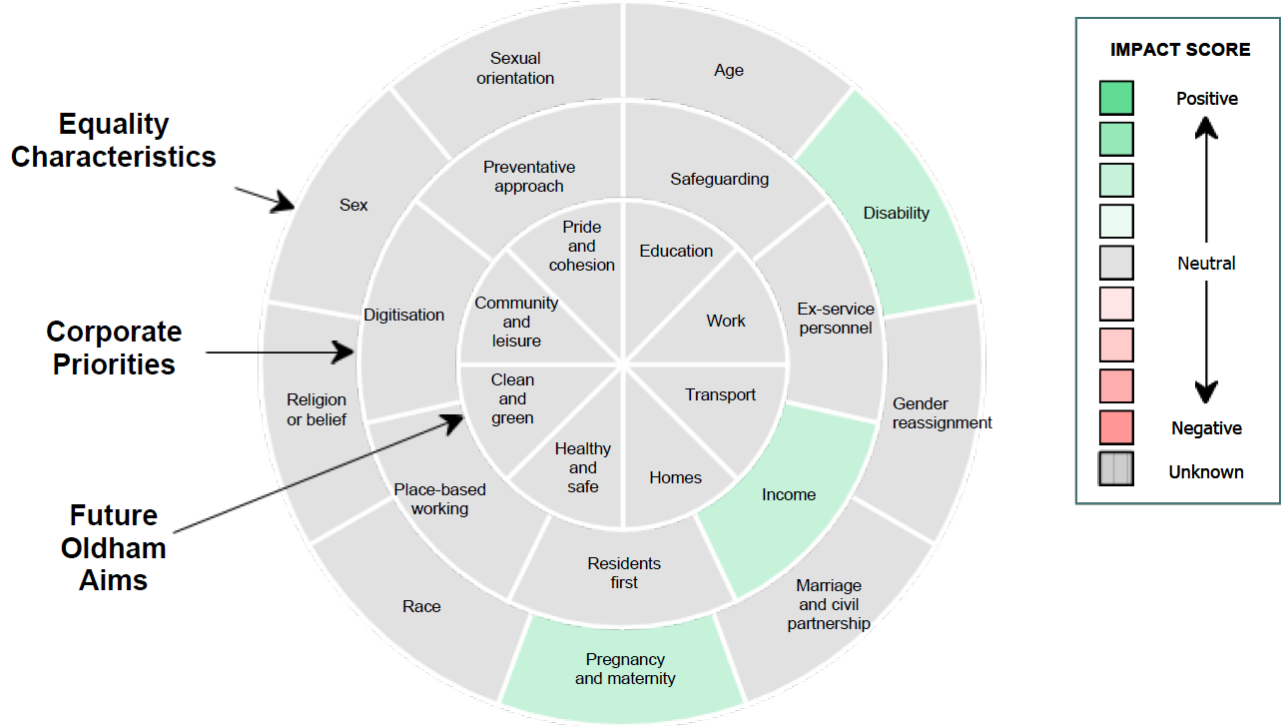 Equality
Characteristics
Corporate
Priorities
Future
Oldham
Aims
Sexual
orientation
Age
Disability
Gender
reassignment
Marriage
and civil
partnership
Pregnancy
and maternity
Race
Religion
or belief
Sex
Preventative
approach
Safeguarding
Ex-service
personnel
Income
Residents
first
Place-based
working
Digitisation
Pride
and
cohesion
Education
Work
Transport
Homes
Healthy
and
safe
Clean
and
green
Community
and
leisure
IMPACT SCORE
Positive
Neutral
Negative
Unknown